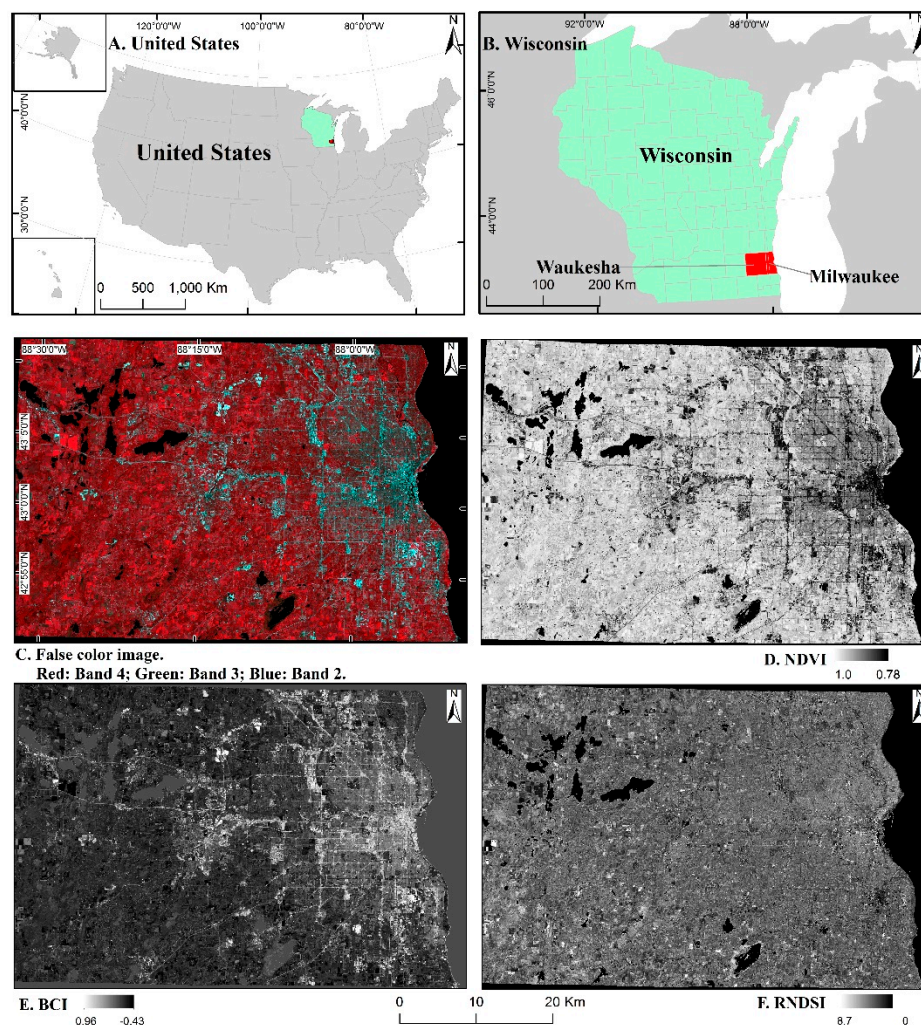 120°0'0"W 100°0'0"W 80°0'0"W
N
A. United States
40°0'0"N
United States
30°0'0"N
0 500 1,000 Km
92°0'0"W 88°0'0"W
N
B. Wisconsin
46°0'0"N
Wisconsin
44°0'0"N
Waukesha
Milwaukee
0 100 200 Km
88°30'0"W 88°15'0"W 88°0'0"W
N
43°5'0"N
43°0'0"N
42°55'0"N
C. False color image.
Red: Band 4; Green: Band 3; Blue: Band 2.
N
D. NDVI
1.0 0.78
N
E. BCI
0.96 -0.43
0 10 20 Km
N
F. RNDSI
8.7 0